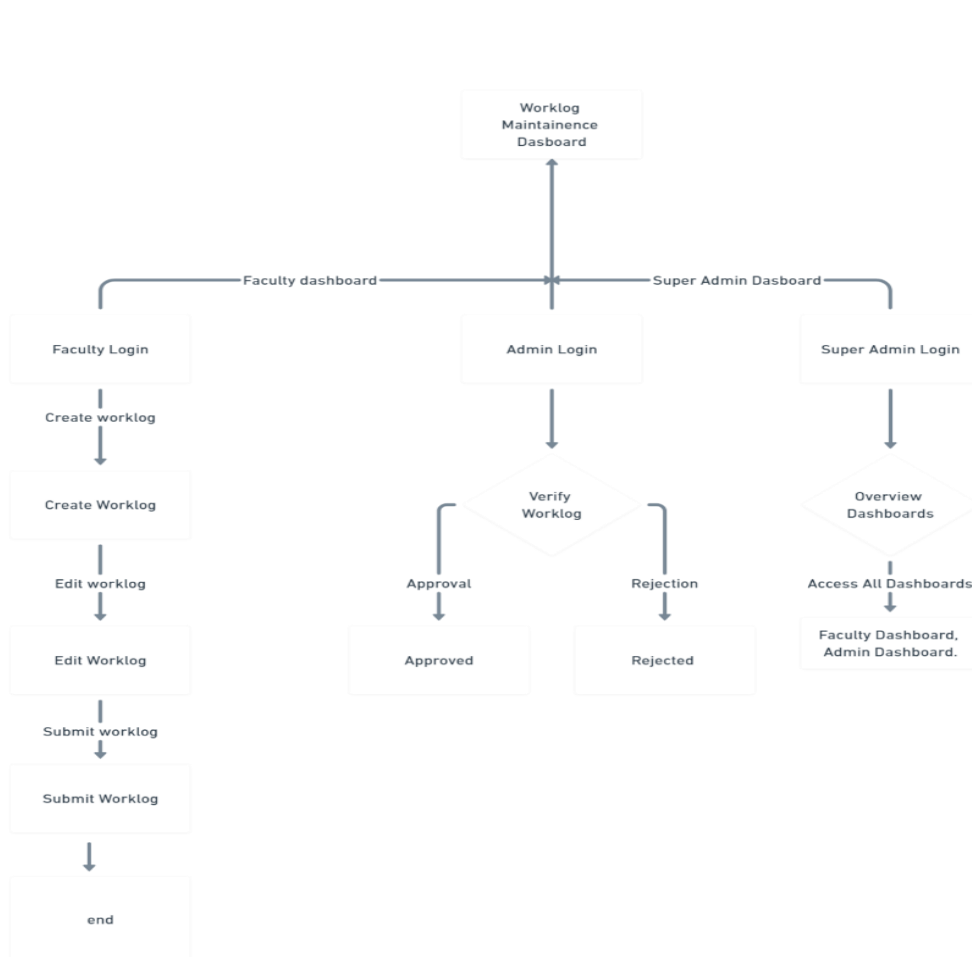 Worklog
Maintainence
Dasboard
Faculty dashboard
Super Admin Dasboard
Faculty Login
Admin Login
Super Admin Login
Create worklog
Create Worklog
Verify
Worklog
Overview
Dashboards
Edit worklog
Approval
Rejection
Access All Dashboards
Edit Worklog
Approved
Rejected
Faculty Dashboard,
Admin Dashboard.
Submit worklog
Submit Worklog
end